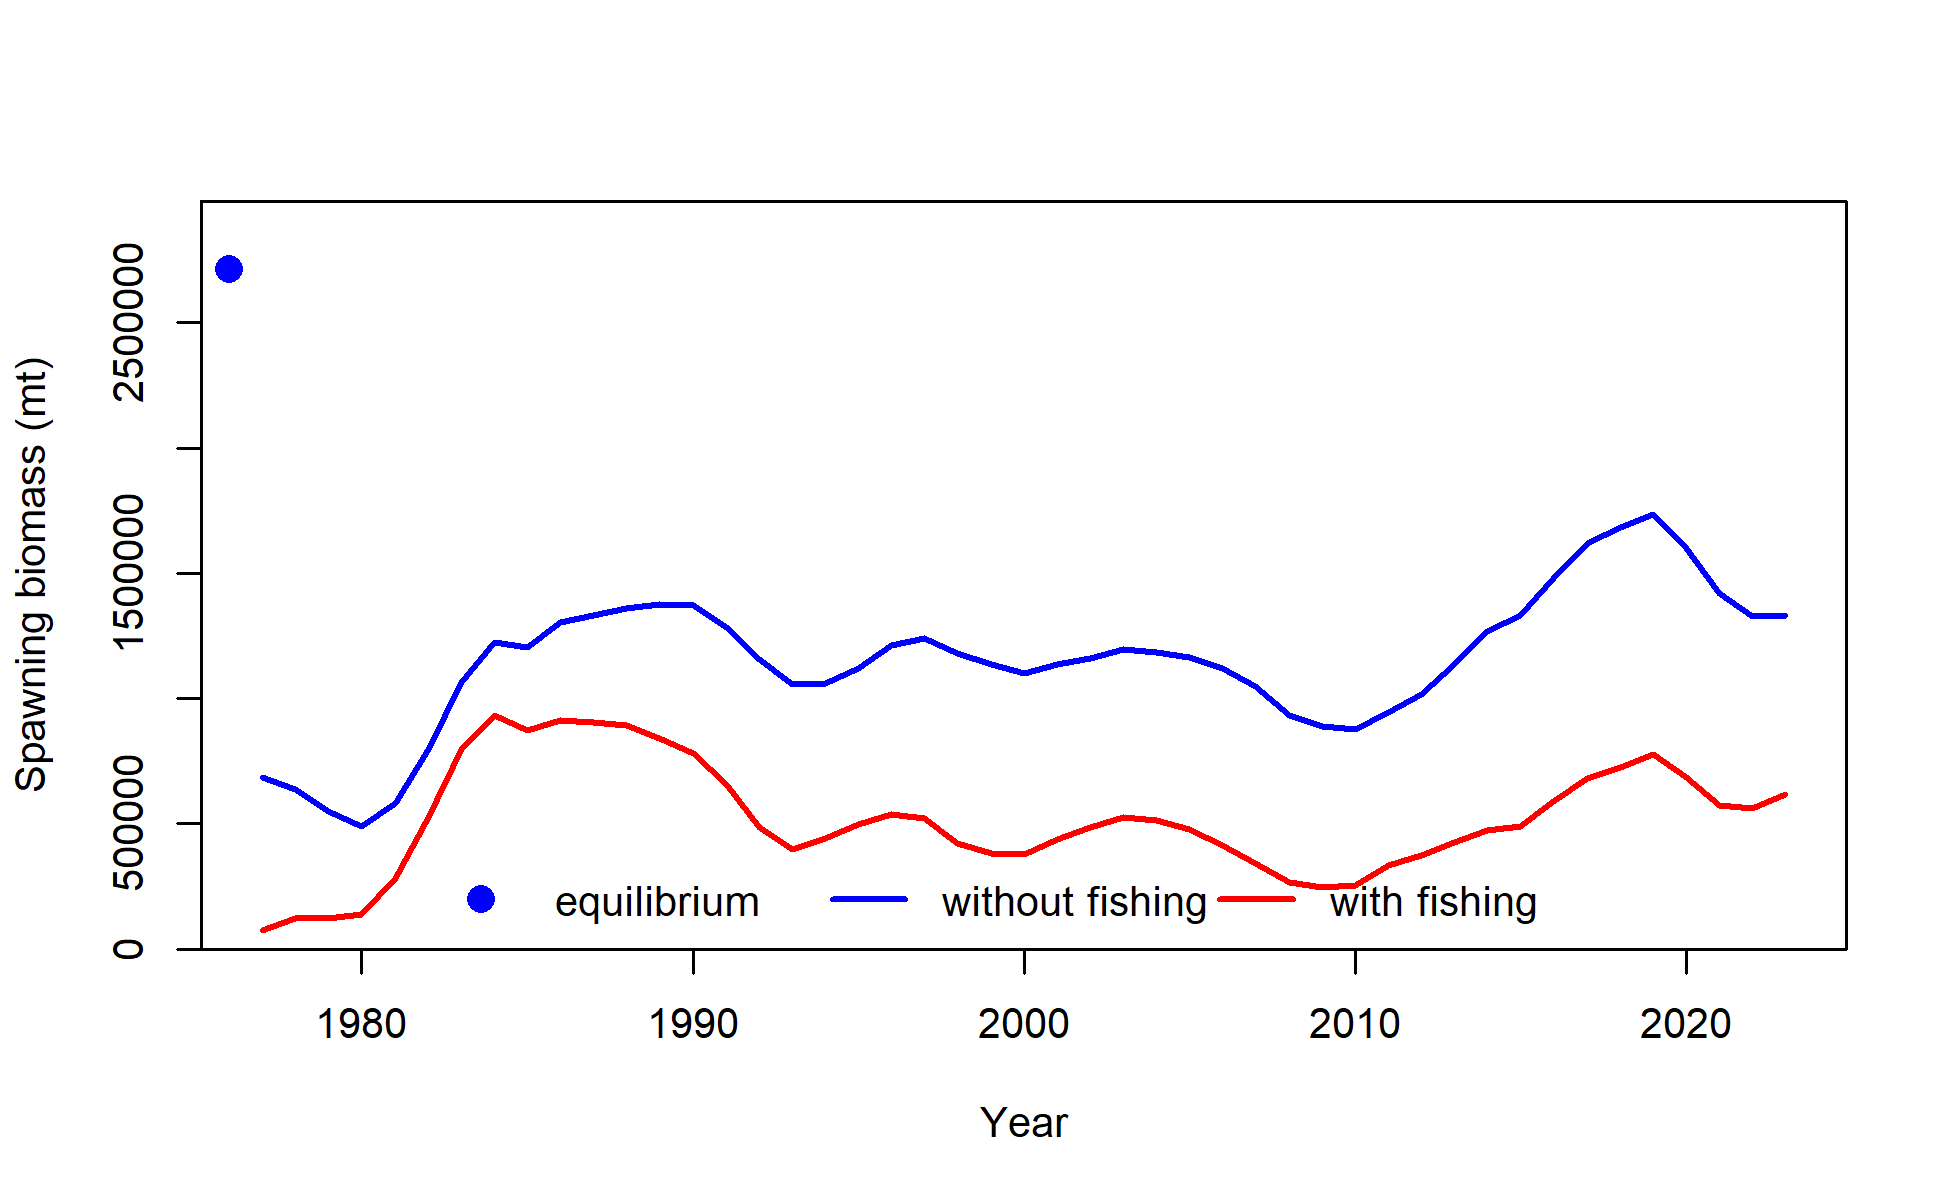 Spawning biomass (mt)
2500000
1500000
500000
0
equilibrium without fishing with fishing
1980 1990 2000 2010 2020
Year